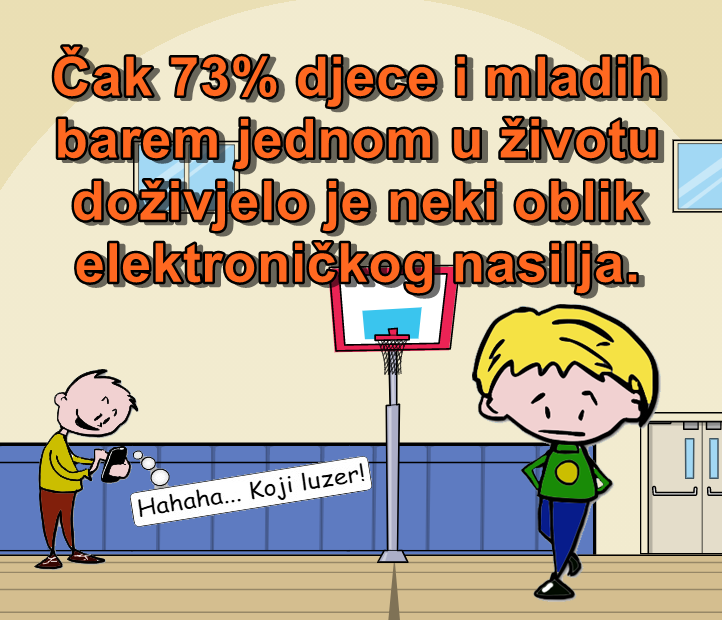 Čak 73% djece i mladih
barem jednom u životu
doživjelo je neki oblik
elektroničkog nasilja.
Hahaha... Koji luzer!